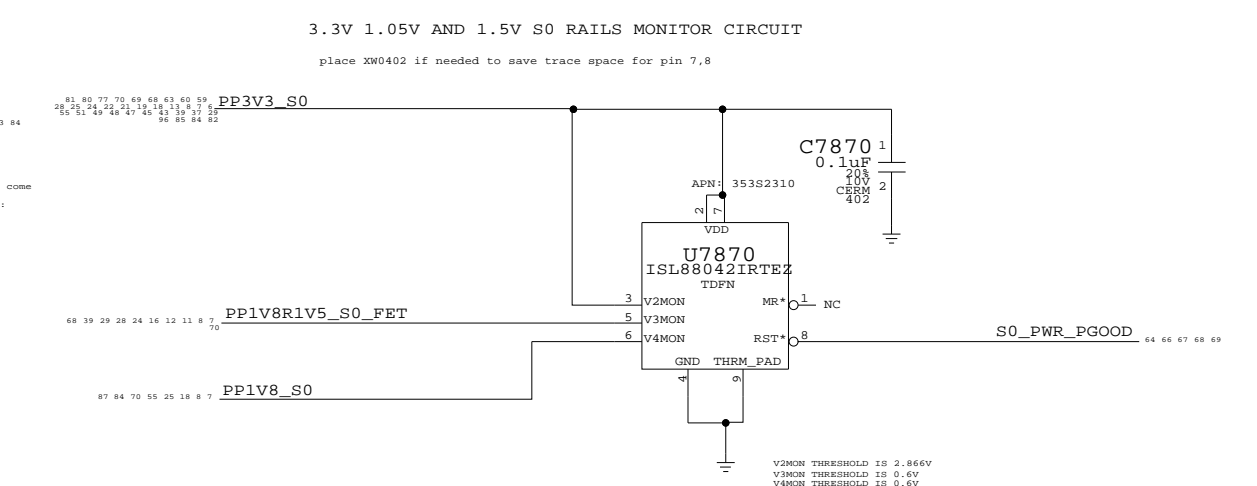 3.3V 1.05V AND 1.5V S0 RAILS MONITOR CIRCUIT
place XW0402 if needed to save trace space for pin 7,8
81 80 77 70 69 68 63 60 59
28 25 24 22 21 19 18 13 8 7 6
55 51 49 48 47 45 43 39 37 29
96 85 84 82
PP3V3_S0
3 84
come
:
C7870
0.1uF
20%
10V
CERM
402
1
2
APN: 353S2310
2
7
VDD
U7870
ISL88042IRTEZ
TDFN
3
V2MON
MR*
1
NC
68 39 29 28 24 16 12 11 8 7
70
PP1V8R1V5_S0_FET
5
V3MON
6
V4MON
RST*
8
S0_PWR_PGOOD
64 66 67 68 69
GND
THRM_PAD
4
9
87 84 70 55 25 18 8 7
PP1V8_S0
V2MON THRESHOLD IS 2.866V
V3MON THRESHOLD IS 0.6V
V4MON THRESHOLD IS 0.6V